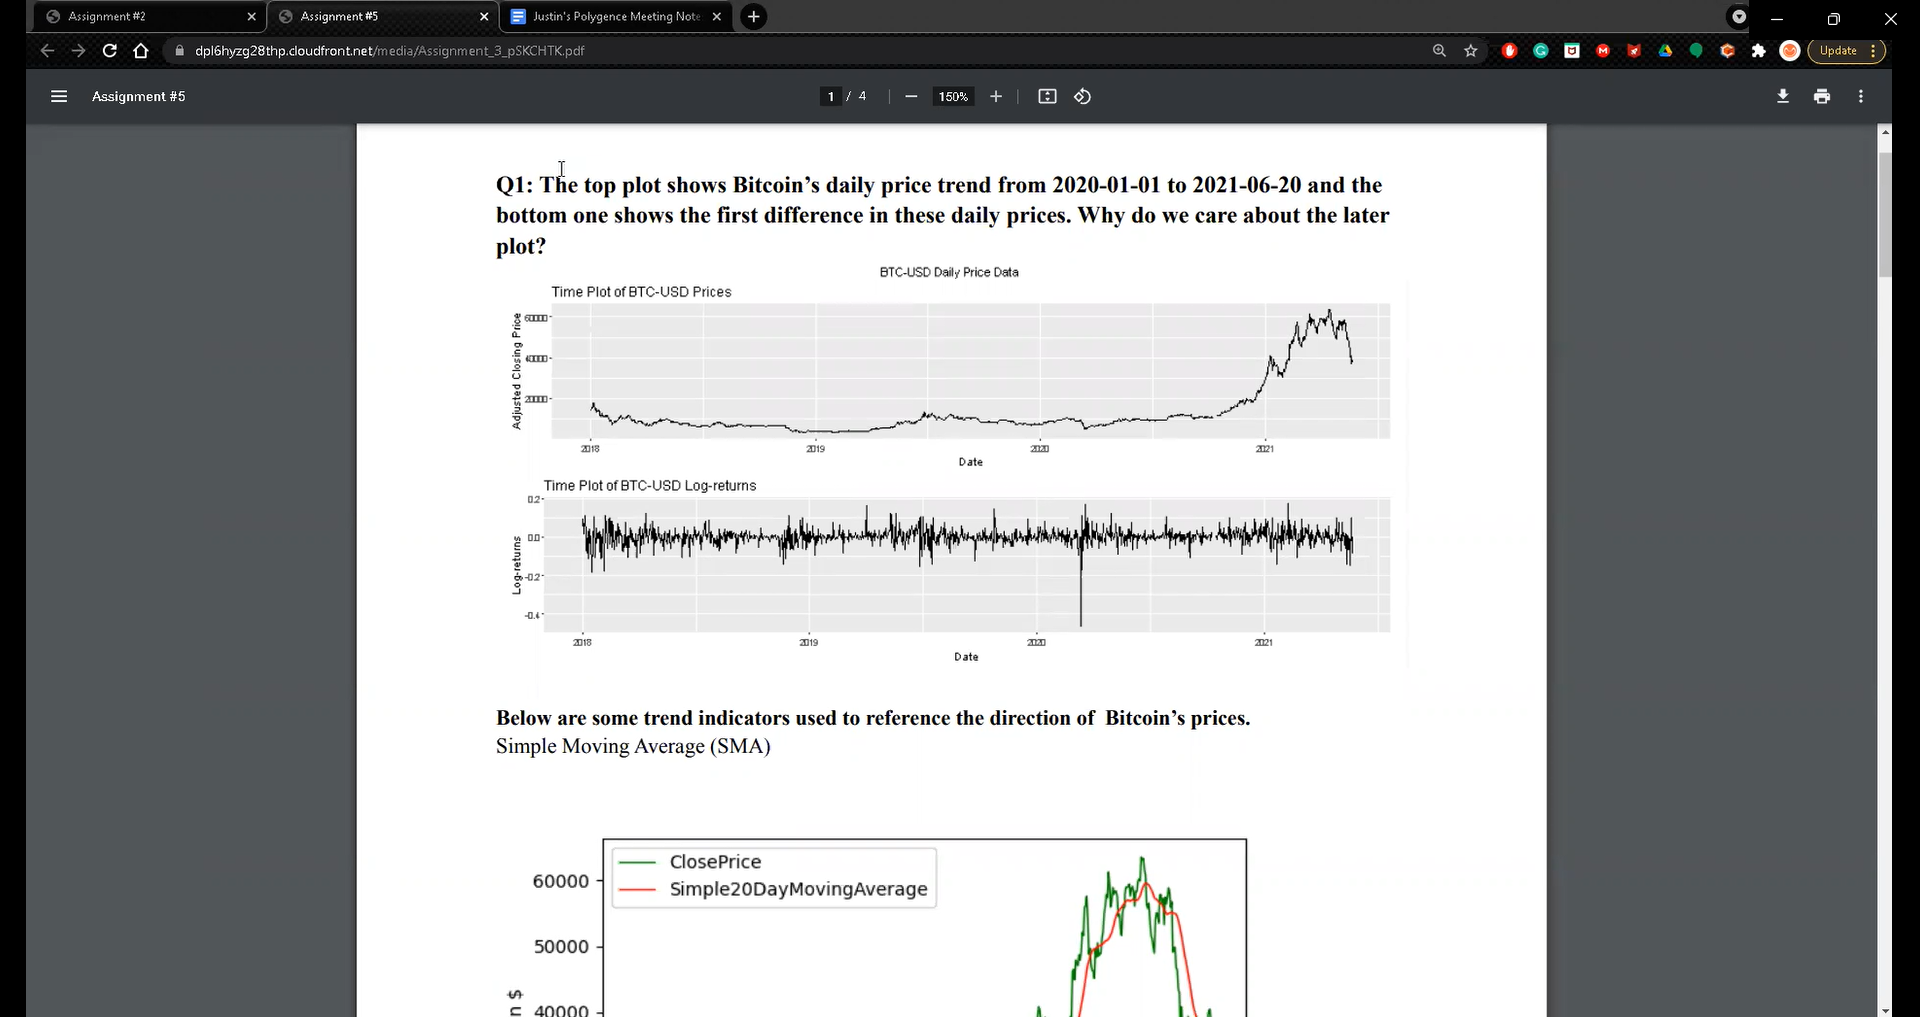 Assignment #2
Assignment #5
Justin's Polygence Meeting Note
dpl6hyzg28thp.cloudfront.net/media/Assignment_3_pSKCHTK.pdf
Update
Assignment #5
1 / 4
150%
Q1: The top plot shows Bitcoin's daily price trend from 2020-01-01 to 2021-06-20 and the
bottom one shows the first difference in these daily prices. Why do we care about the later
plot?
BTC-USD Daily Price Data
Time Plot of BTC-USD Prices
Adjusted Closing Price
60000
40000
20000
2018
2019
2020
2021
Date
Time Plot of BTC-USD Log-returns
Log-returns
0.2
0.0
-0.2
-0.4
2018
2019
2020
2021
Date
Below are some trend indicators used to reference the direction of Bitcoin's prices.
Simple Moving Average (SMA)
ClosePrice
Simple20DayMovingAverage
60000
50000
40000